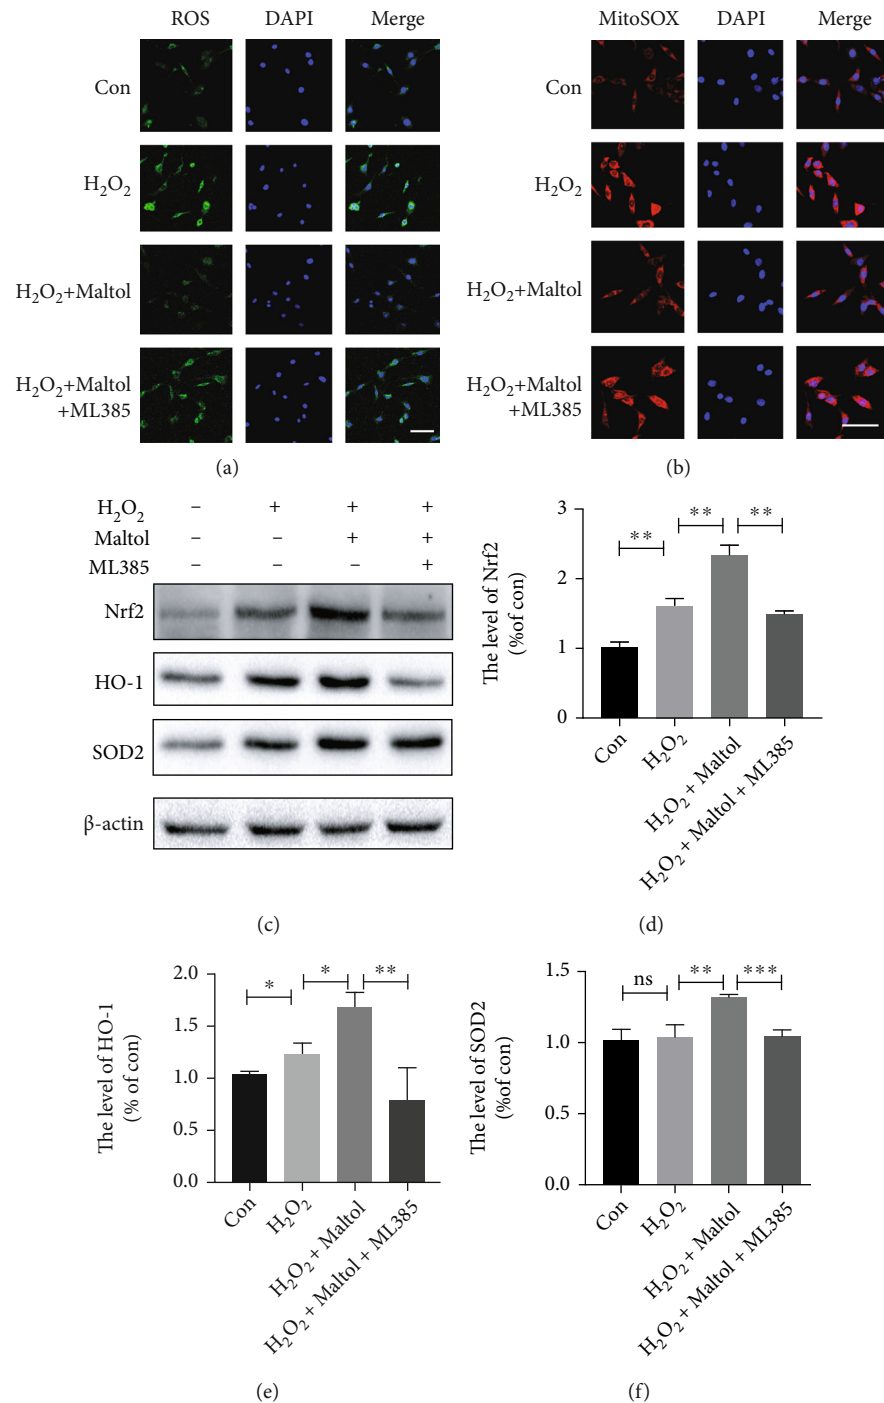 ROS DAPI Merge
Con
H₂O₂
H₂O₂+Maltol
H₂O₂+Maltol
+ML385
(a)
MitoSOX DAPI Merge
Con
H₂O₂
H₂O₂+Maltol
H₂O₂+Maltol
+ML385
(b)
H₂O₂ – + + +
Maltol – – + +
ML385 – – – +
Nrf2
HO-1
SOD2
β-actin
(c)
The level of Nrf2
(%of con)
3
2
1
0
** ** **
Con
H₂O₂
H₂O₂ + Maltol
H₂O₂ + Maltol + ML385
(d)
The level of HO-1
(% of con)
2.0
1.5
1.0
0.5
0.0
* * **
Con
H₂O₂
H₂O₂ + Maltol
H₂O₂ + Maltol + ML385
(e)
The level of SOD2
(%of con)
1.5
1.0
0.5
0.0
ns ** ***
Con
H₂O₂
H₂O₂ + Maltol
H₂O₂ + Maltol + ML385
(f)